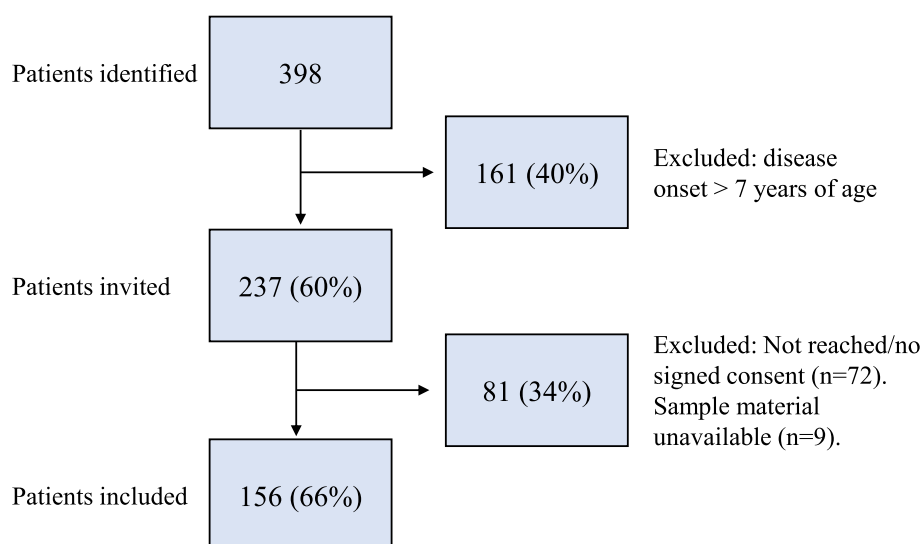 Patients identified
398
161 (40%)
Excluded: disease
onset > 7 years of age
Patients invited
237 (60%)
81 (34%)
Excluded: Not reached/no
signed consent (n=72).
Sample material
unavailable (n=9).
Patients included
156 (66%)